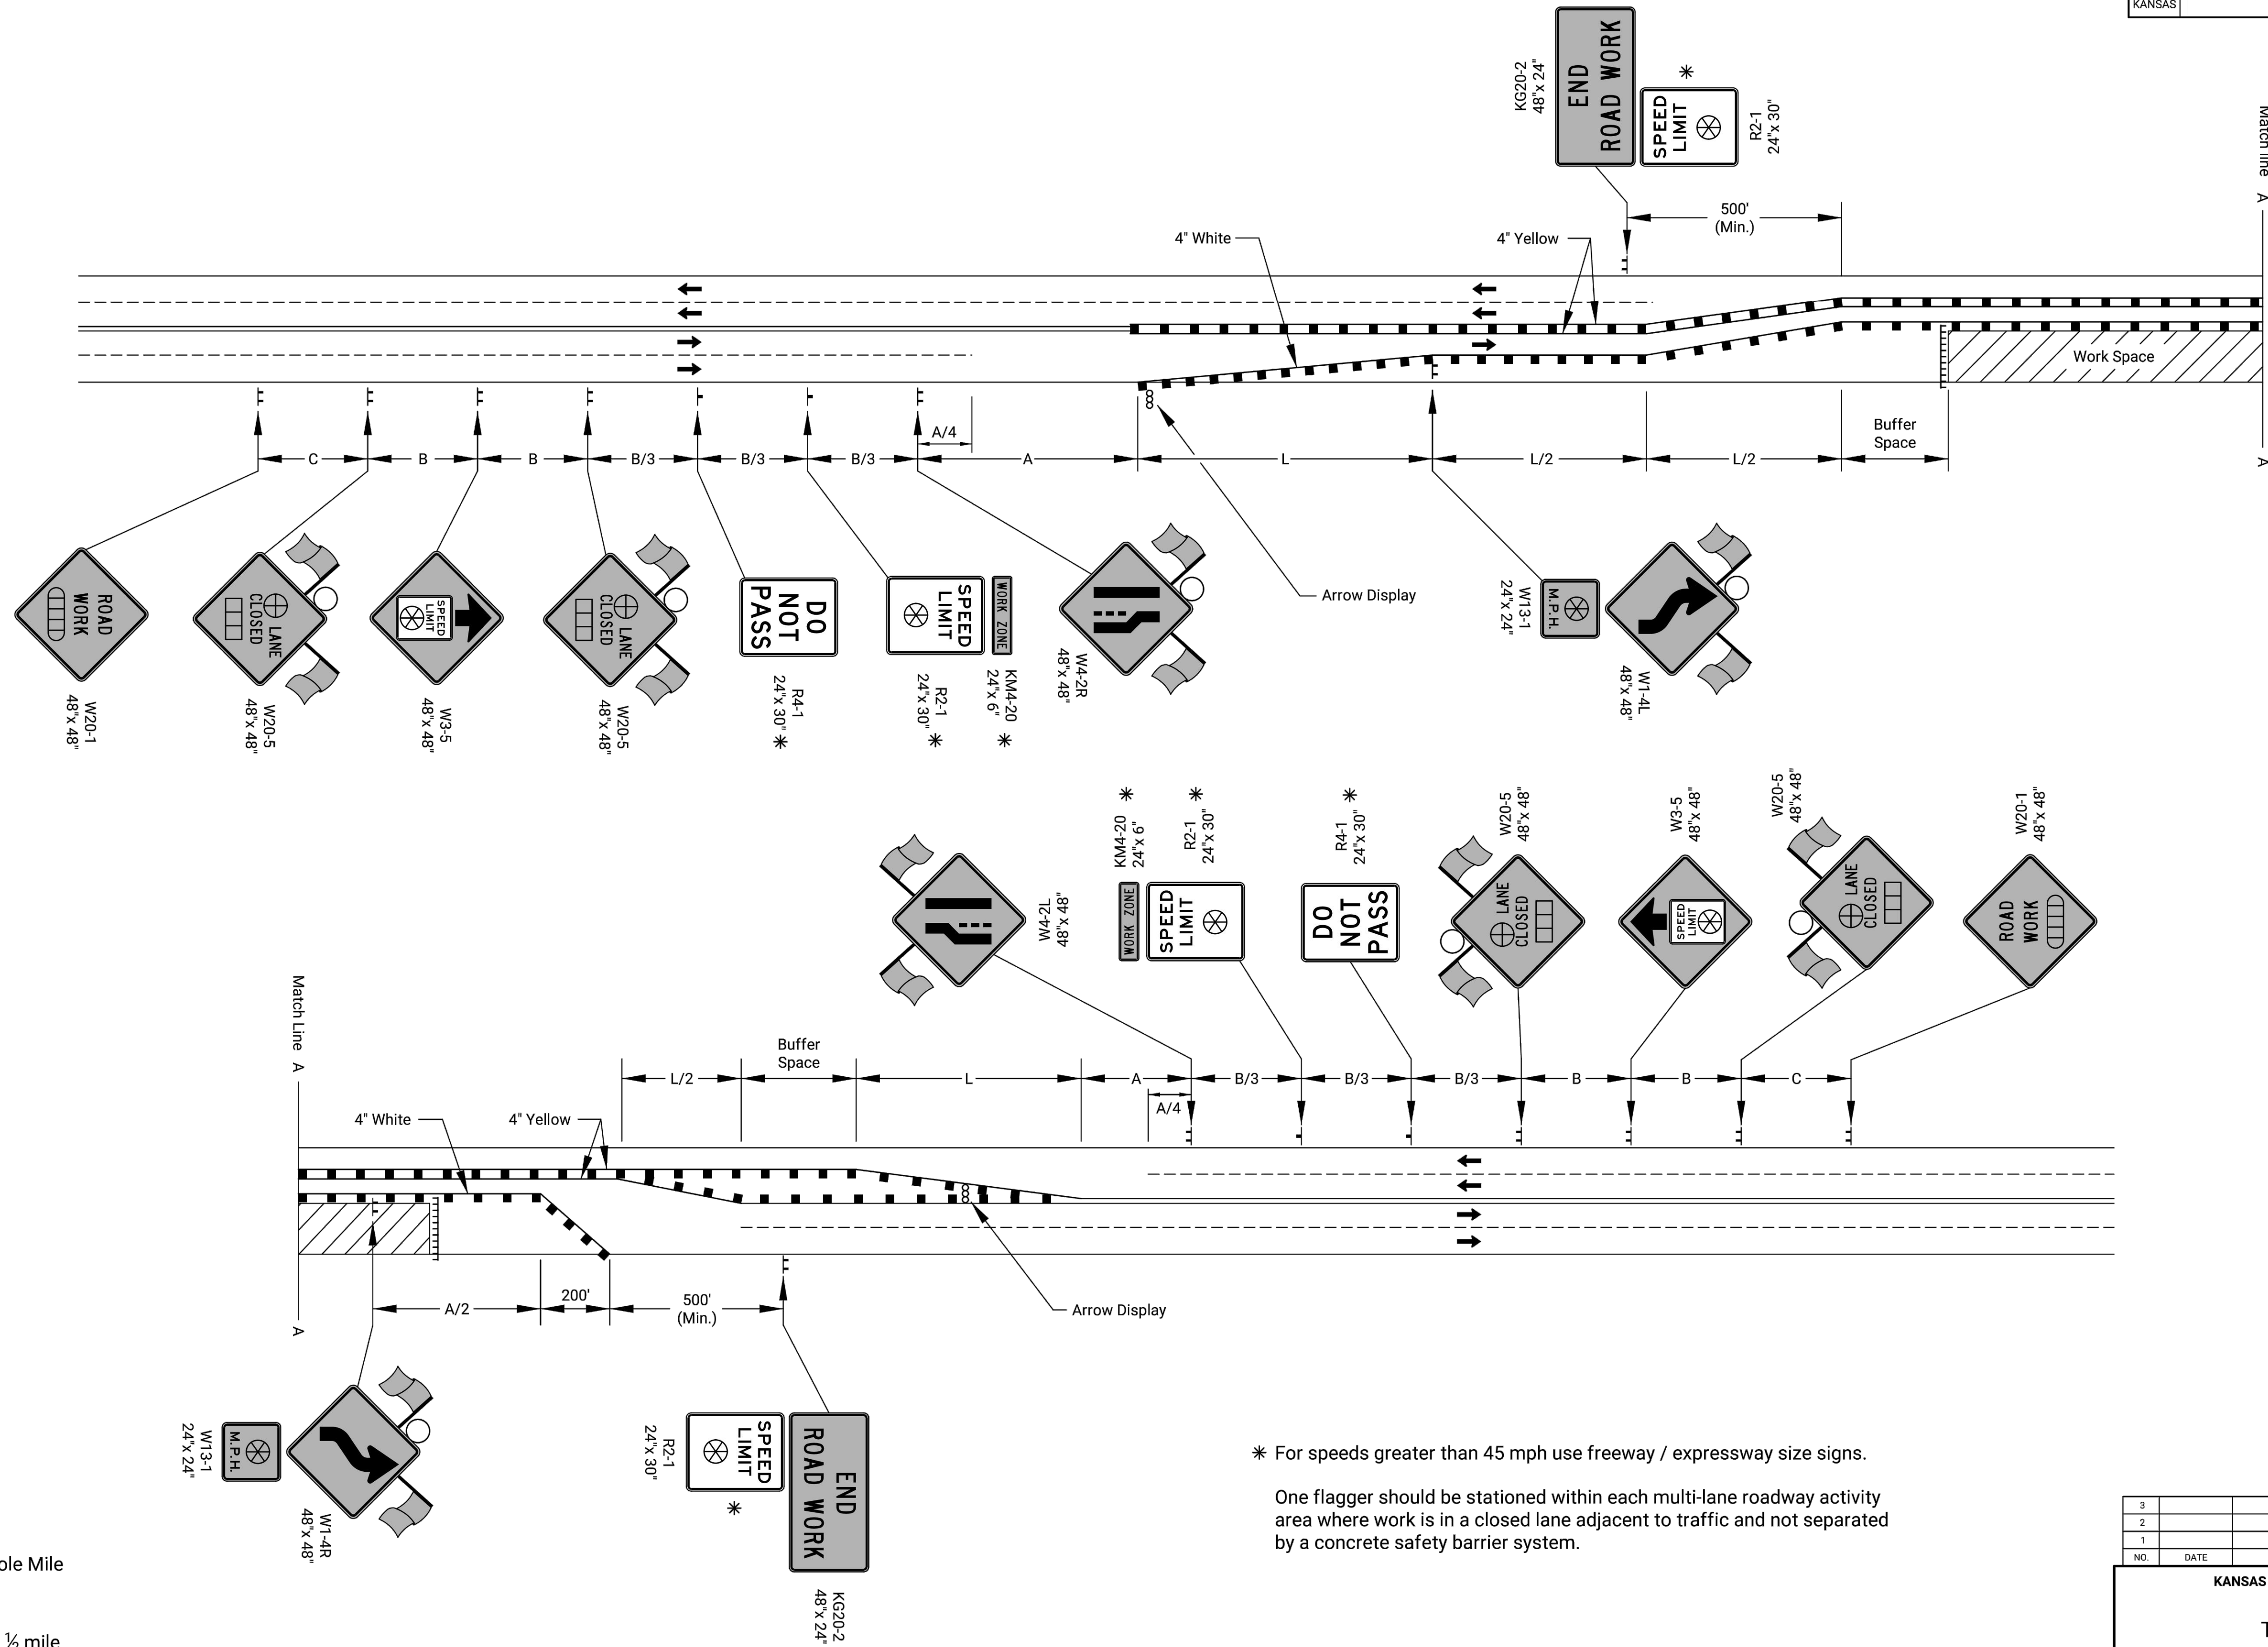 KANSAS
KG20-2
48"x 24"
END
ROAD WORK
SPEED
LIMIT
R2-1
24"x 30"
Match line A
A
500'
(Min.)
4" White
4" Yellow
Work Space
Buffer
Space
C
B
B
B/3
B/3
B/3
A/4
A
L
L/2
L/2
Arrow Display
ROAD
WORK
W20-1
48"x 48"
LANE
CLOSED
W20-5
48"x 48"
SPEED
LIMIT
W3-5
48"x 48"
LANE
CLOSED
W20-5
48"x 48"
DO
NOT
PASS
R4-1
24"x 30" *
WORK ZONE
SPEED
LIMIT
R2-1
24"x 30" *
KM4-20
24"x 6" *
W4-2R
48"x 48"
M.P.H.
W13-1
24"x 24"
W1-4L
48"x 48"
W4-2L
48"x 48"
KM4-20
24"x 6" *
WORK ZONE
R2-1
24"x 30" *
SPEED
LIMIT
R4-1
24"x 30" *
DO
NOT
PASS
W20-5
48"x 48"
LANE
CLOSED
W3-5
48"x 48"
SPEED
LIMIT
W20-5
48"x 48"
LANE
CLOSED
W20-1
48"x 48"
ROAD
WORK
Match Line A
A
L/2
Buffer
Space
L
A
A/4
B/3
B/3
B/3
B
B
C
4" White
4" Yellow
A/2
200'
500'
(Min.)
Arrow Display
W13-1
24"x 24"
M.P.H.
W1-4R
48"x 48"
R2-1
24"x 30"
SPEED
LIMIT
*
END
ROAD WORK
KG20-2
48"x 24"
* For speeds greater than 45 mph use freeway / expressway size signs.
One flagger should be stationed within each multi-lane roadway activity
area where work is in a closed lane adjacent to traffic and not separated
by a concrete safety barrier system.
Mile
½ mile
3
2
1
NO. DATE
KANSAS